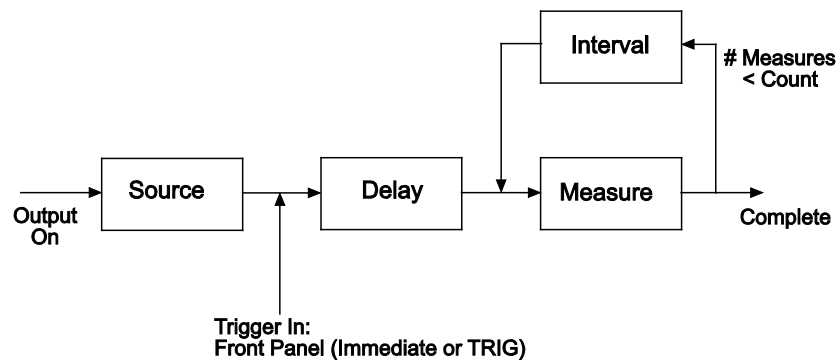 Interval
# Measures
< Count
Source
Delay
Measure
Output
On
Complete
Trigger In:
Front Panel (Immediate or TRIG)